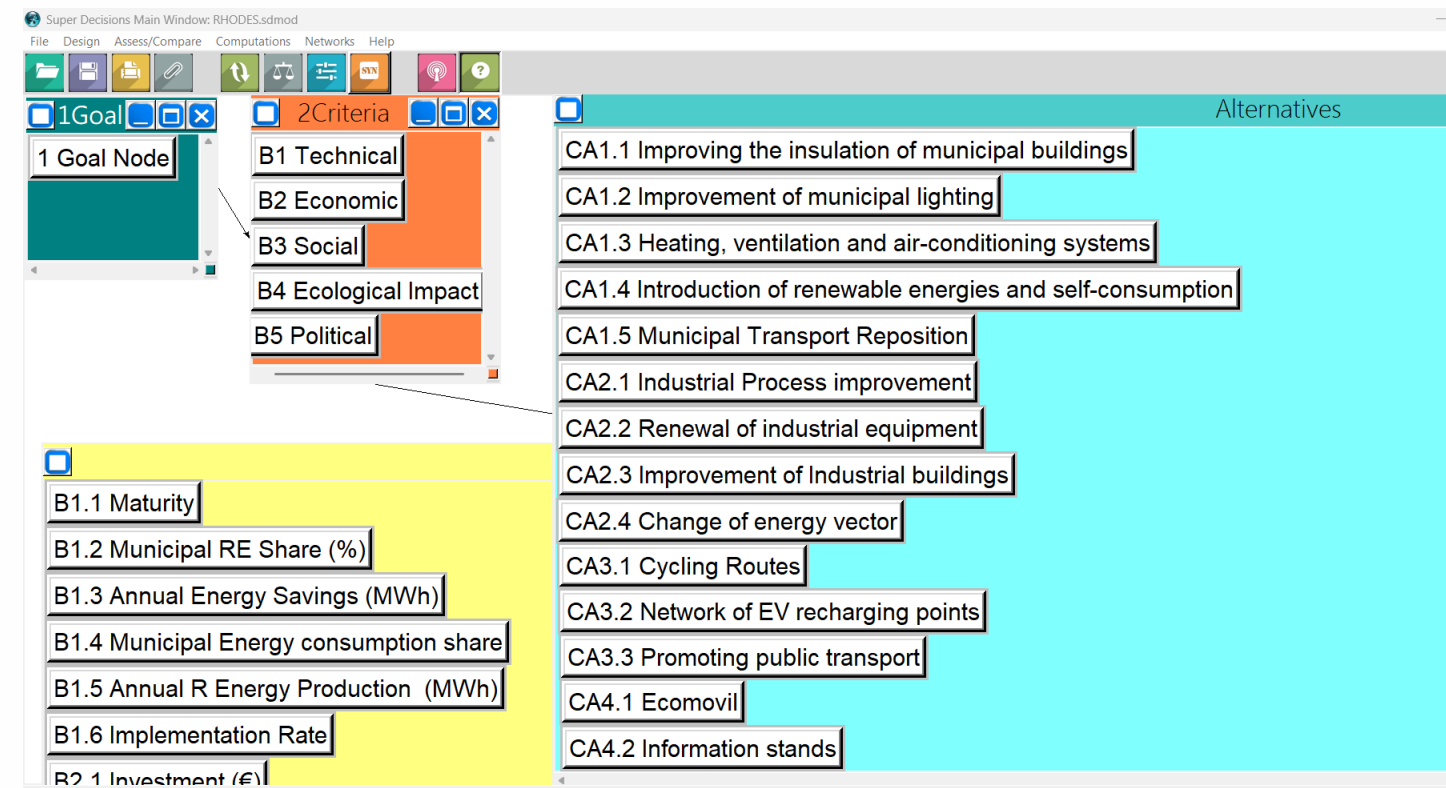 Super Decisions Main Window: RHODES.sdmod
File Design Assess/Compare Computations Networks Help
SYN
?
1Goal
1 Goal Node
2Criteria
B1 Technical
B2 Economic
B3 Social
B4 Ecological Impact
B5 Political
Alternatives
CA1.1 Improving the insulation of municipal buildings
CA1.2 Improvement of municipal lighting
CA1.3 Heating, ventilation and air-conditioning systems
CA1.4 Introduction of renewable energies and self-consumption
CA1.5 Municipal Transport Reposition
CA2.1 Industrial Process improvement
CA2.2 Renewal of industrial equipment
CA2.3 Improvement of Industrial buildings
CA2.4 Change of energy vector
CA3.1 Cycling Routes
CA3.2 Network of EV recharging points
CA3.3 Promoting public transport
CA4.1 Ecomovil
CA4.2 Information stands
B1.1 Maturity
B1.2 Municipal RE Share (%)
B1.3 Annual Energy Savings (MWh)
B1.4 Municipal Energy consumption share
B1.5 Annual R Energy Production (MWh)
B1.6 Implementation Rate
B2.1 Investment (€)